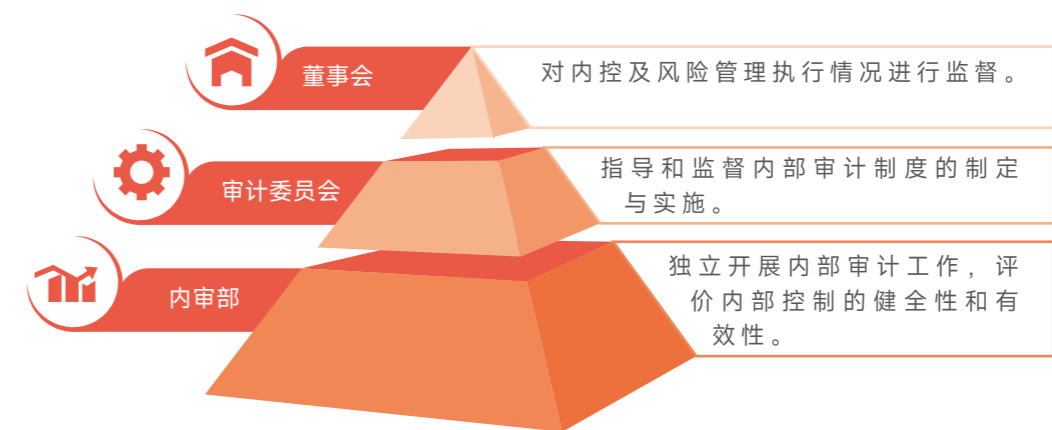 董事会
对内控及风险管理执行情况进行监督。
审计委员会
指导和监督内部审计制度的制定
与实施。
内审部
独立开展内部审计工作，评
价内部控制的健全性和有
效性。